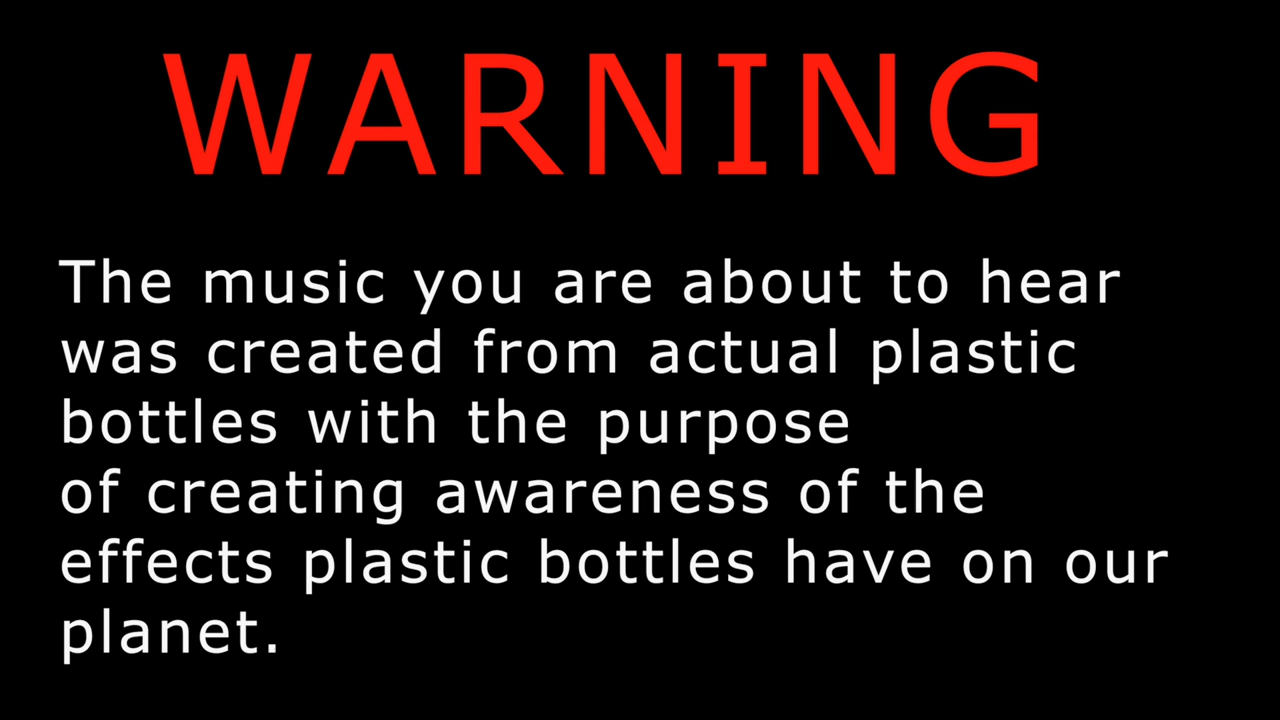 WARNING
The music you are about to hear
was created from actual plastic
bottles with the purpose
of creating awareness of the
effects plastic bottles have on our
planet.